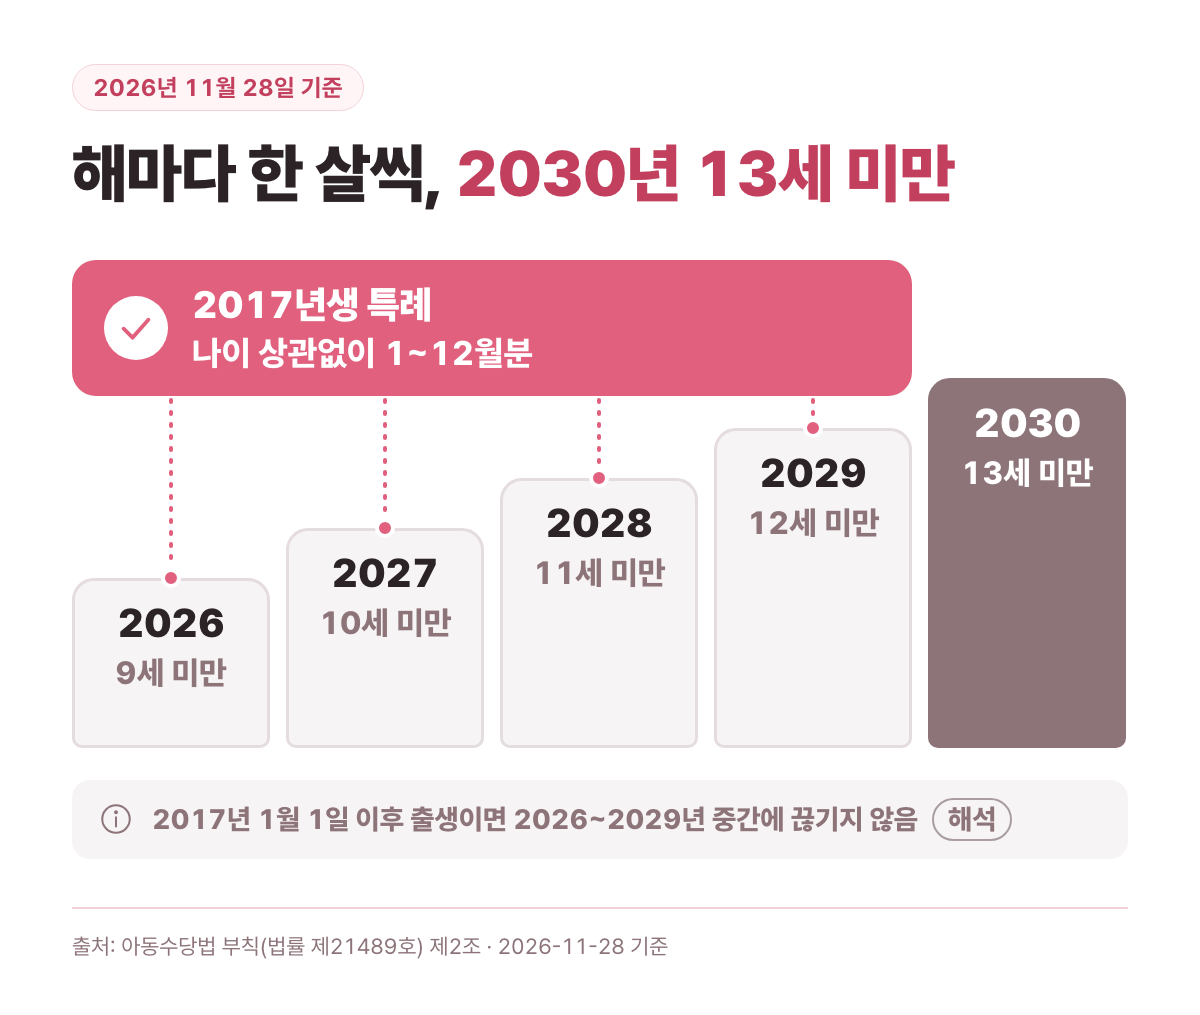 2026년 11월 28일 기준
해마다 한 살씩, 2030년 13세 미만
2017년생 특례
나이 상관없이 1~12월분
2026
9세 미만
2027
10세 미만
2028
11세 미만
2029
12세 미만
2030
13세 미만
2017년 1월 1일 이후 출생이면 2026~2029년 중간에 끊기지 않음 해석
출처: 아동수당법 부칙(법률 제21489호) 제2조 · 2026-11-28 기준